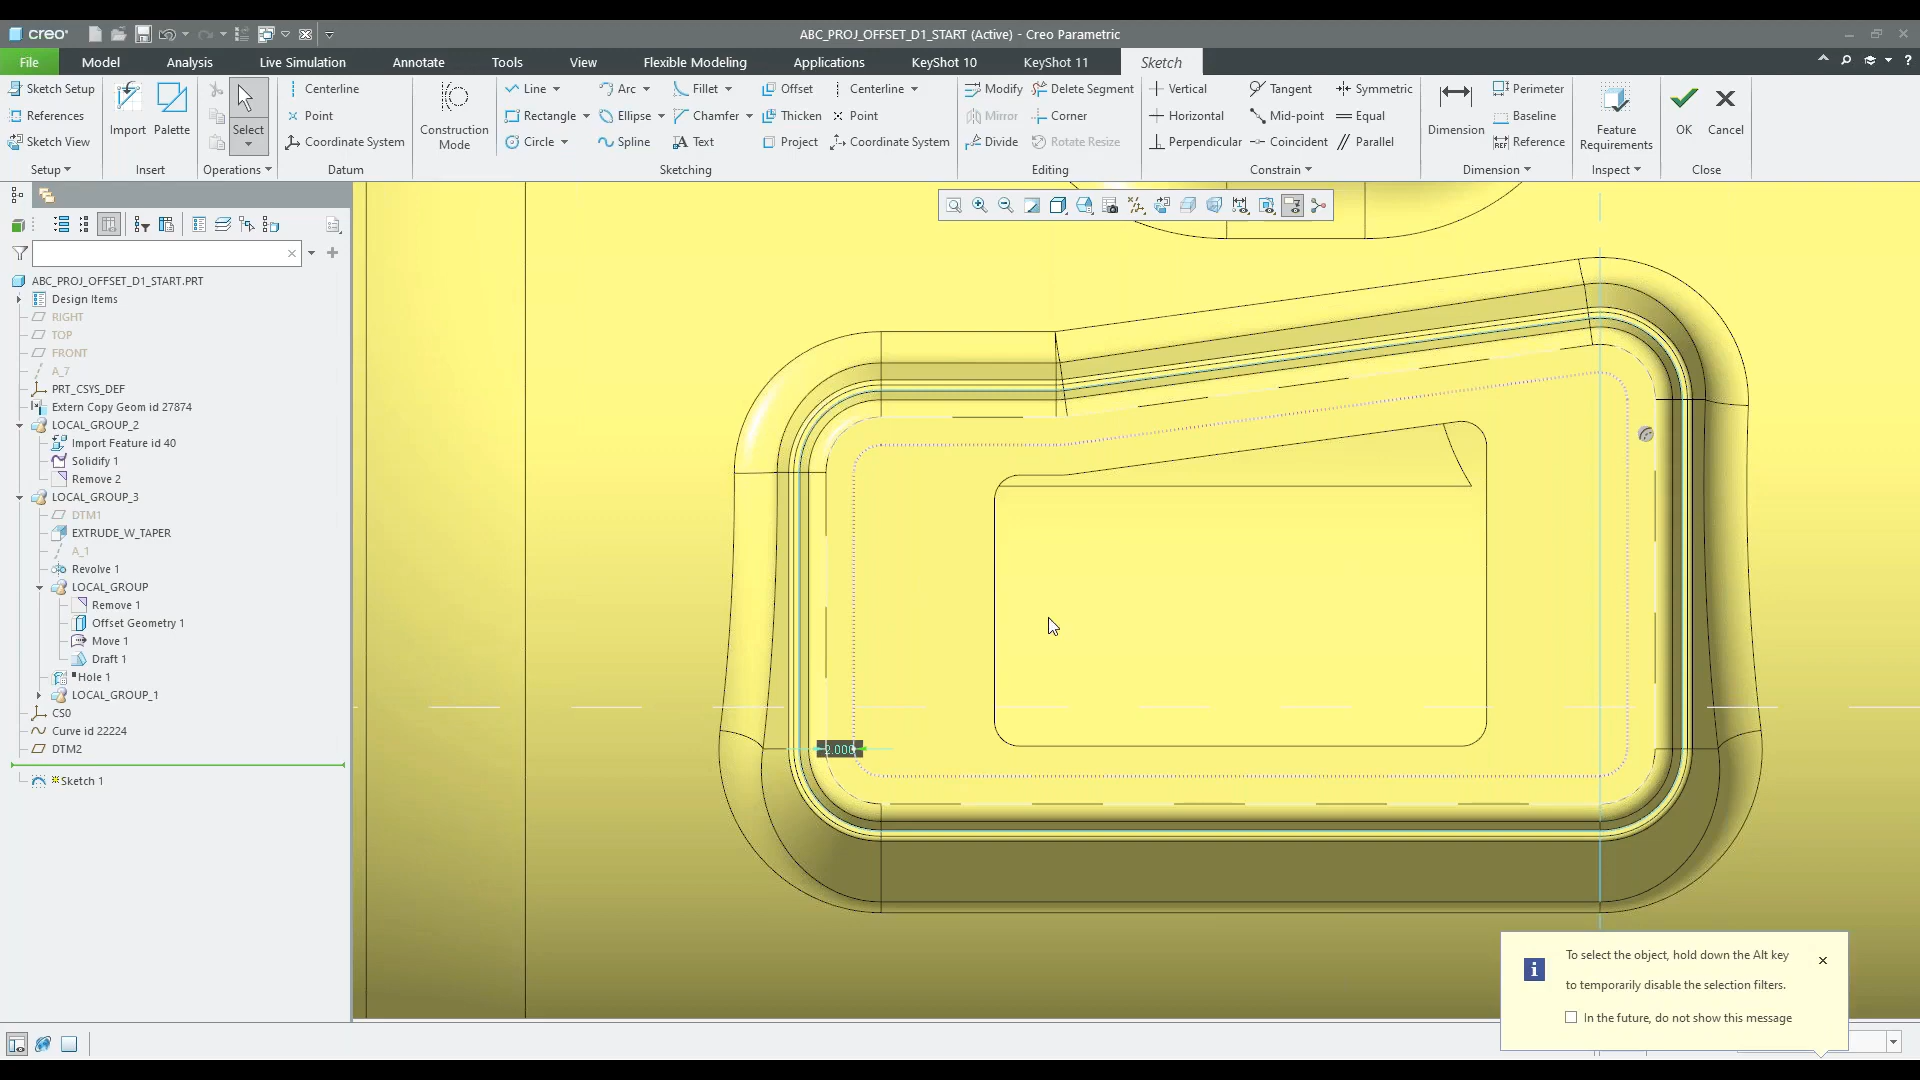 creo
ABC_PROJ_OFFSET_D1_START (Active) - Creo Parametric
File Model Analysis Live Simulation Annotate Tools View Flexible Modeling Applications KeyShot 10 KeyShot 11 Sketch
Sketch Setup
References
Sketch View
Setup
Import
Palette
Insert
Select
Operations
Centerline
Point
Coordinate System
Datum
Construction Mode
Line
Rectangle
Circle
Arc
Ellipse
Spline
Fillet
Chamfer
Text
Offset
Thicken
Project
Centerline
Point
Coordinate System
Sketching
Modify
Mirror
Divide
Delete Segment
Corner
Rotate Resize
Editing
Vertical
Horizontal
Perpendicular
Tangent
Mid-point
Coincident
Symmetric
Equal
Parallel
Constrain
Dimension
Perimeter
Baseline
Reference
Dimension
Feature Requirements
Inspect
OK
Cancel
Close
ABC_PROJ_OFFSET_D1_START.PRT
Design Items
RIGHT
TOP
FRONT
A_7
PRT_CSYS_DEF
Extern Copy Geom id 27874
LOCAL_GROUP_2
Import Feature id 40
Solidify 1
Remove 2
LOCAL_GROUP_3
DTM1
EXTRUDE_W_TAPER
A_1
Revolve 1
LOCAL_GROUP
Remove 1
Offset Geometry 1
Move 1
Draft 1
Hole 1
LOCAL_GROUP_1
CS0
Curve id 22224
DTM2
Sketch 1
2.000
To select the object, hold down the Alt key
to temporarily disable the selection filters.
In the future, do not show this message